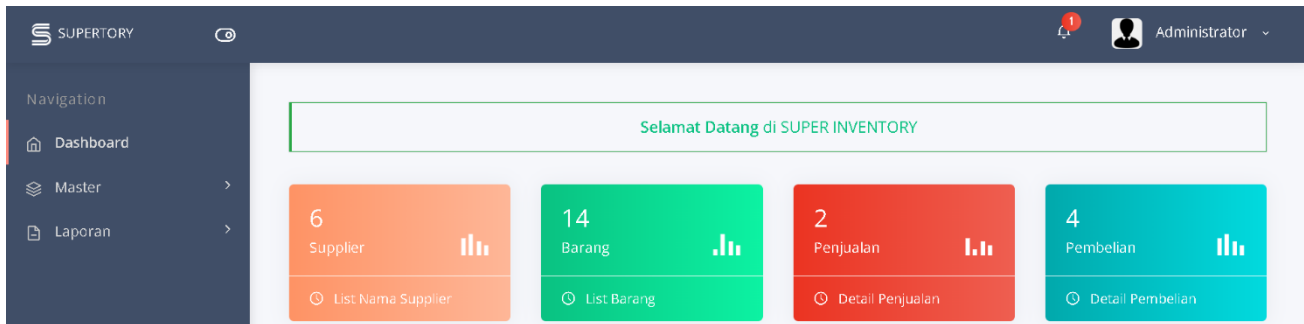 SUPERTORY
1
Administrator
Navigation
Dashboard
Master
Laporan
Selamat Datang di SUPER INVENTORY
6
Supplier
List Nama Supplier
14
Barang
List Barang
2
Penjualan
Detail Penjualan
4
Pembelian
Detail Pembelian